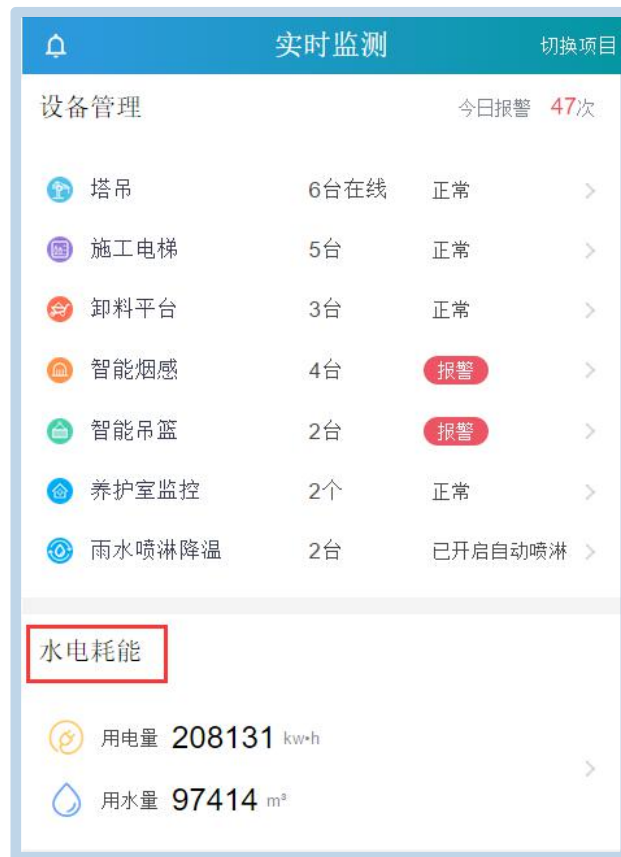 实时监测 切换项目
设备管理 今日报警 47次
塔吊 6台在线 正常
施工电梯 5台 正常
卸料平台 3台 正常
智能烟感 4台 报警
智能吊篮 2台 报警
养护室监控 2个 正常
雨水喷淋降温 2台 已开启自动喷淋
水电耗能
用电量 208131 kw•h
用水量 97414 m³